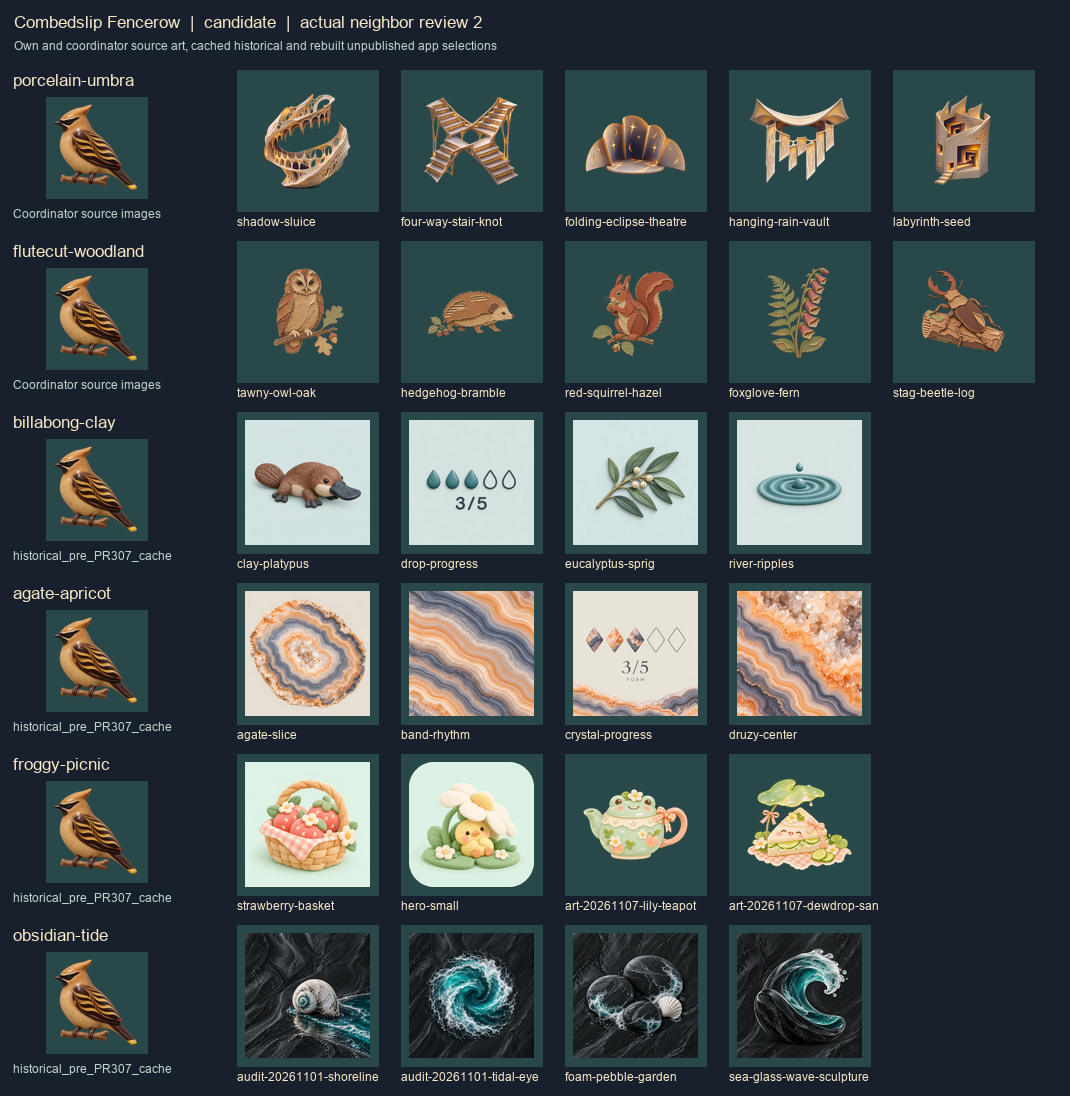 Combedslip Fencerow | candidate | actual neighbor review 2
Own and coordinator source art, cached historical and rebuilt unpublished app selections
porcelain-umbra
Coordinator source images
shadow-sluice
four-way-stair-knot
folding-eclipse-theatre
hanging-rain-vault
labyrinth-seed
flutecut-woodland
Coordinator source images
tawny-owl-oak
hedgehog-bramble
red-squirrel-hazel
foxglove-fern
stag-beetle-log
billabong-clay
3/5
historical_pre_PR307_cache
clay-platypus
drop-progress
eucalyptus-sprig
river-ripples
agate-apricot
3/5
FORM
historical_pre_PR307_cache
agate-slice
band-rhythm
crystal-progress
druzy-center
froggy-picnic
historical_pre_PR307_cache
strawberry-basket
hero-small
art-20261107-lily-teapot
art-20261107-dewdrop-san
obsidian-tide
historical_pre_PR307_cache
audit-20261101-shoreline
audit-20261101-tidal-eye
foam-pebble-garden
sea-glass-wave-sculpture